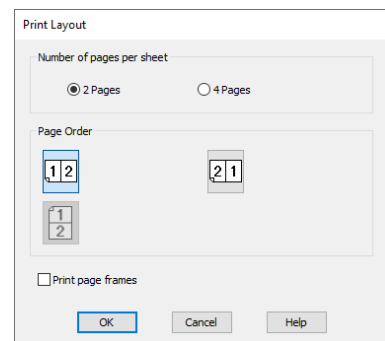 Print Layout
Number of pages per sheet
2 Pages 4 Pages
Page Order
1 2 2 1
1
2
Print page frames
OK Cancel Help